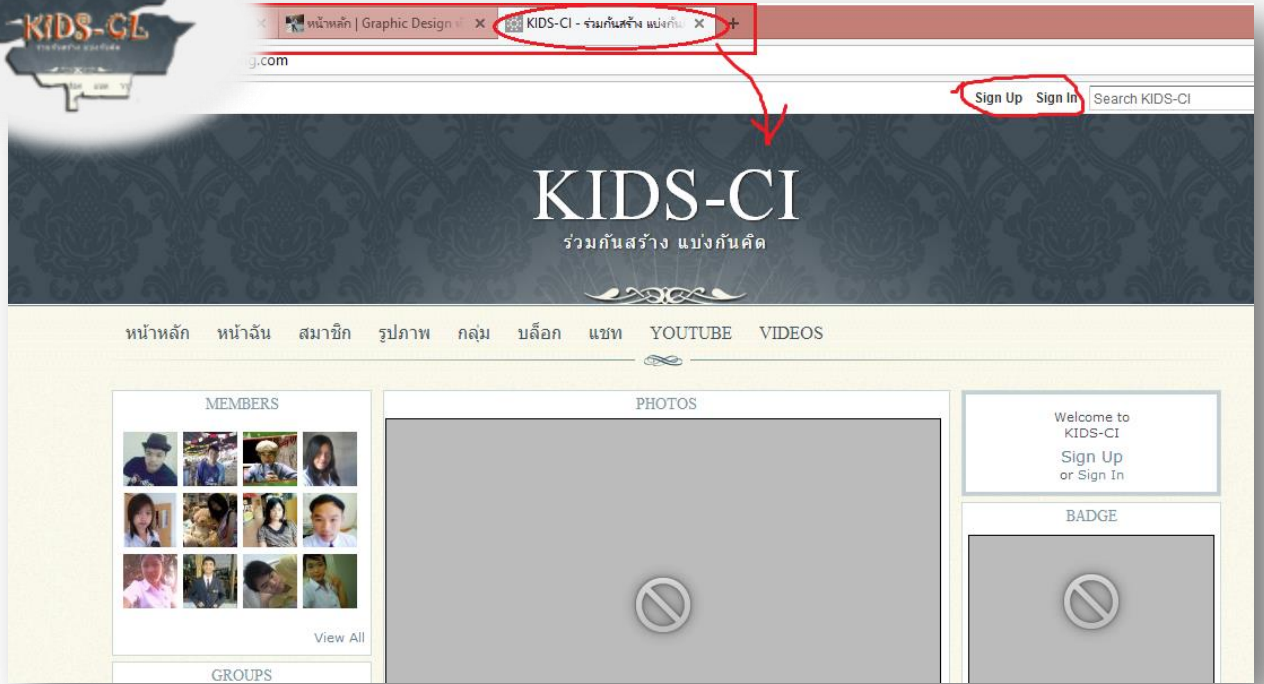 KIDS-CL
หน้าหลัก | Graphic Design
KIDS-CI - ร่วมกันสร้าง แบ่งกัน
g.com
Sign Up Sign In Search KIDS-CI
KIDS-CI
ร่วมกันสร้าง แบ่งกันคิด
หน้าหลัก หน้าฉัน สมาชิก รูปภาพ กลุ่ม บล็อก แชท YOUTUBE VIDEOS
MEMBERS
View All
GROUPS
PHOTOS
Welcome to
KIDS-CI
Sign Up
or Sign In
BADGE